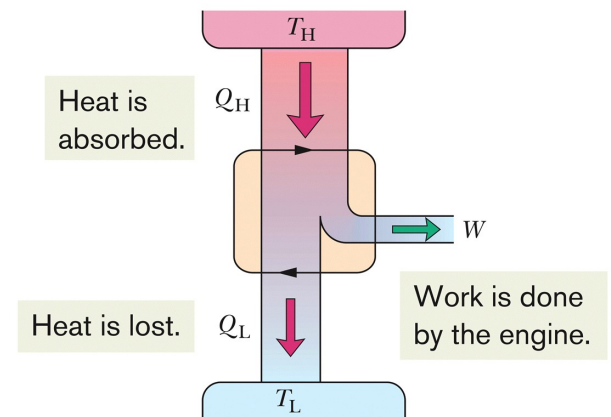 T_H
Heat is
absorbed.
Q_H
W
Heat is lost.
Q_L
Work is done
by the engine.
T_L